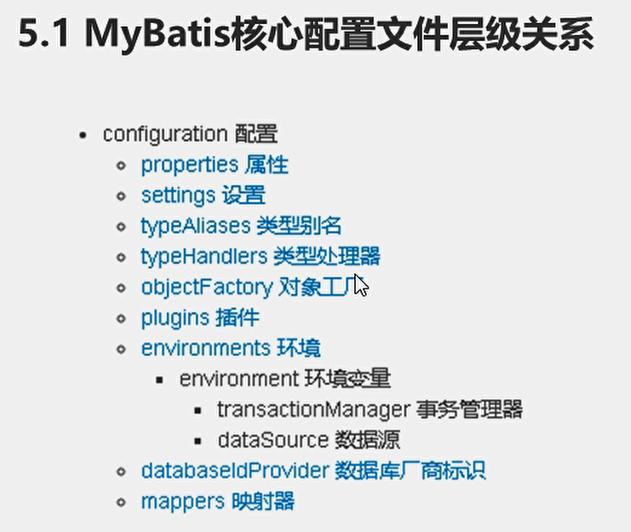 5.1 MyBatis核心配置文件层级关系
configuration 配置
properties 属性
settings 设置
typeAliases 类型别名
typeHandlers 类型处理器
objectFactory 对象工厂
plugins 插件
environments 环境
environment 环境变量
transactionManager 事务管理器
dataSource 数据源
databaseIdProvider 数据库厂商标识
mappers 映射器